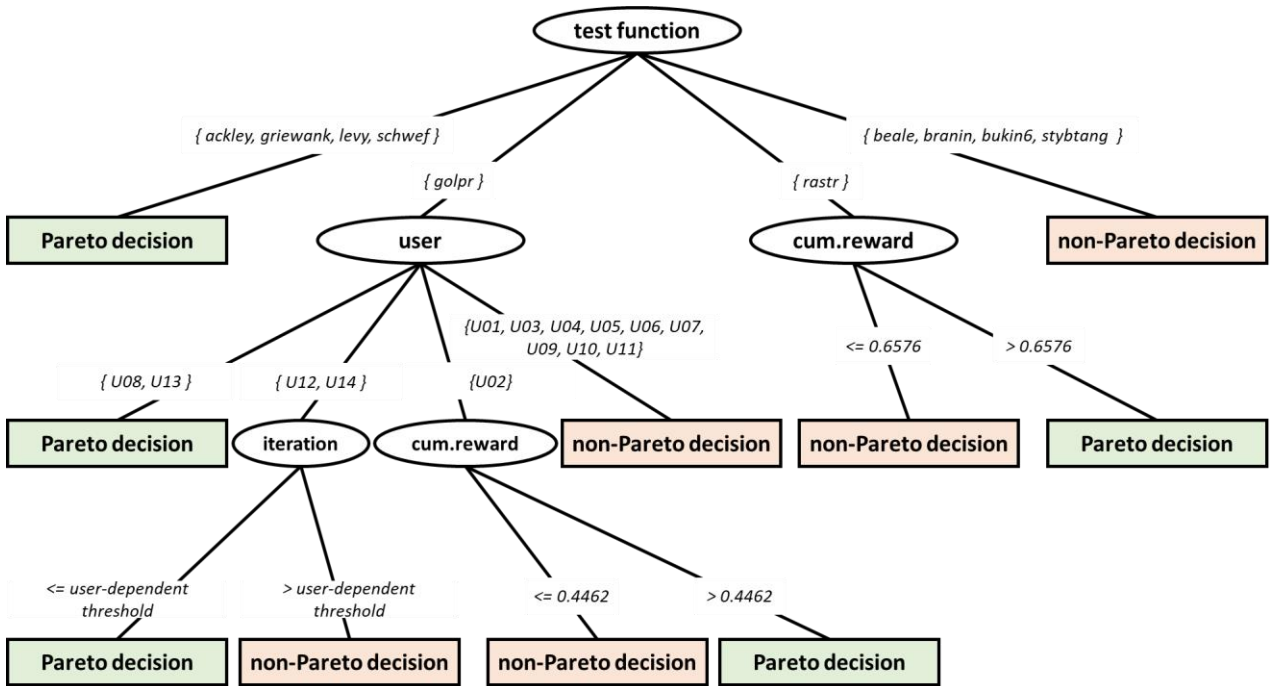 test function
{ ackley, griewank, levy, schwef }
{ beale, branin, bukin6, stybtang }
{ golpr }
{ rastr }
Pareto decision
user
cum.reward
non-Pareto decision
{U01, U03, U04, U05, U06, U07,
U09, U10, U11}
<= 0.6576
> 0.6576
{ U08, U13 }
{ U12, U14 }
{U02}
Pareto decision
iteration
cum.reward
non-Pareto decision
non-Pareto decision
Pareto decision
<= user-dependent
threshold
> user-dependent
threshold
<= 0.4462
> 0.4462
Pareto decision
non-Pareto decision
non-Pareto decision
Pareto decision